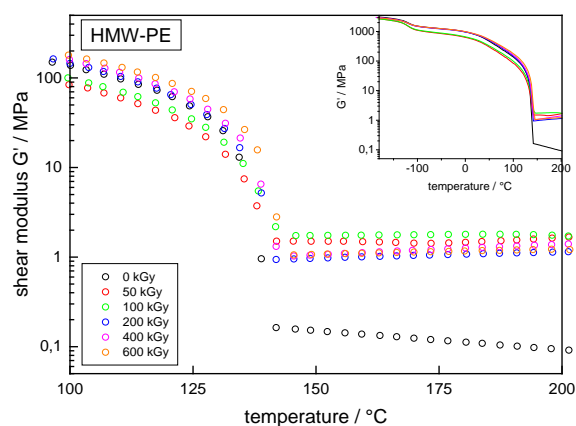 HMW-PE
shear modulus G' / MPa
100
10
1
0,1
0 kGy
50 kGy
100 kGy
200 kGy
400 kGy
600 kGy
100 125 150 175 200
temperature / °C
G' / MPa
1000
100
10
1
0,1
-100 0 100 200
temperature / °C